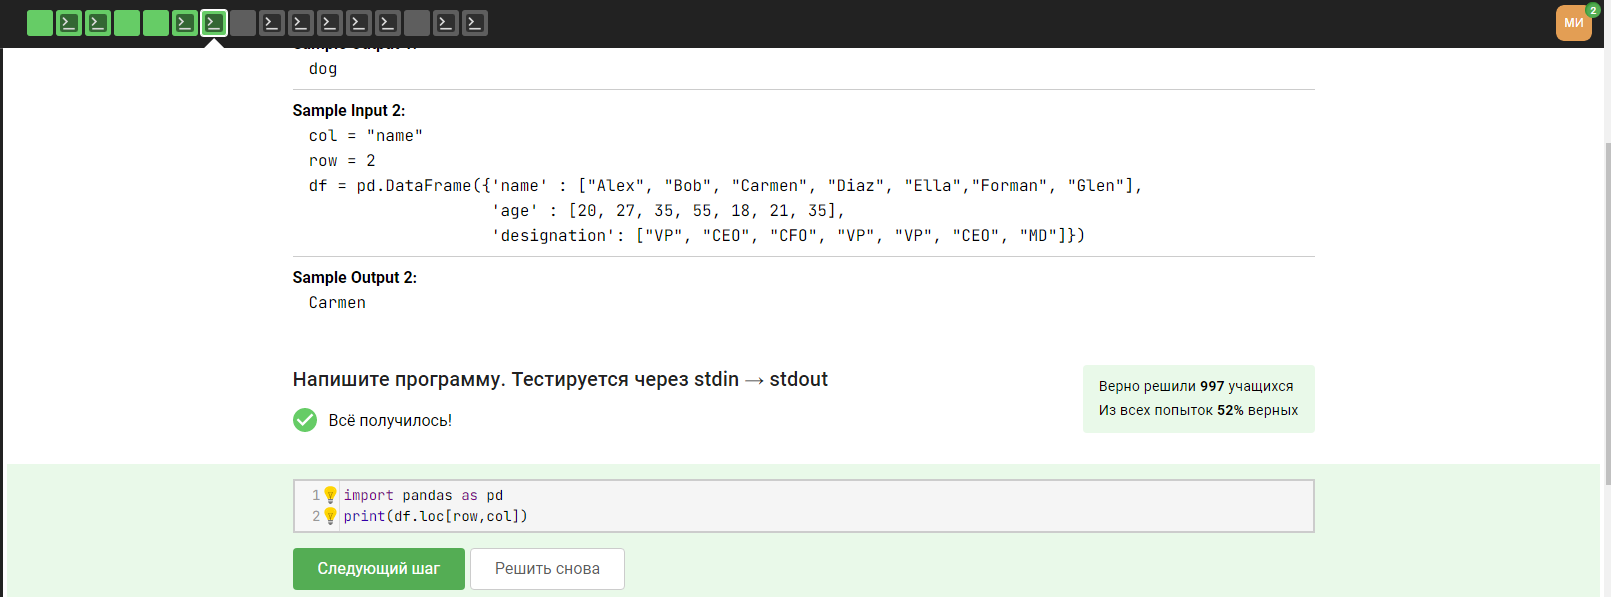 МИ
2
dog
Sample Input 2:
col = "name"
row = 2
df = pd.DataFrame({'name' : ["Alex", "Bob", "Carmen", "Diaz", "Ella","Forman", "Glen"],
'age' : [20, 27, 35, 55, 18, 21, 35],
'designation': ["VP", "CEO", "CFO", "VP", "VP", "CEO", "MD"]})
Sample Output 2:
Carmen
Напишите программу. Тестируется через stdin → stdout
Верно решили 997 учащихся
Из всех попыток 52% верных
Всё получилось!
1 import pandas as pd
2 print(df.loc[row,col])
Следующий шаг
Решить снова